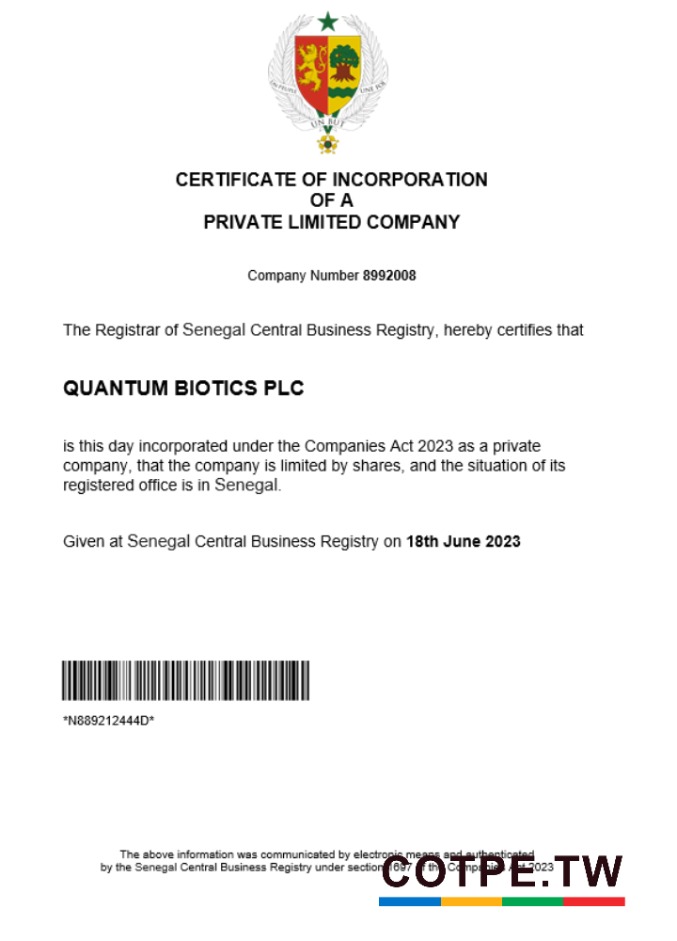 UN PEUPLE
UNE FOI
UN BUT
CERTIFICATE OF INCORPORATION
OF A
PRIVATE LIMITED COMPANY
Company Number 8992008
The Registrar of Senegal Central Business Registry, hereby certifies that
QUANTUM BIOTICS PLC
is this day incorporated under the Companies Act 2023 as a private
company, that the company is limited by shares, and the situation of its
registered office is in Senegal.
Given at Senegal Central Business Registry on 18th June 2023
*N889212444D*
The above information was communicated by electronic means and authenticated
by the Senegal Central Business Registry under section 1697 of the Companies Act 2023
COTPE.TW